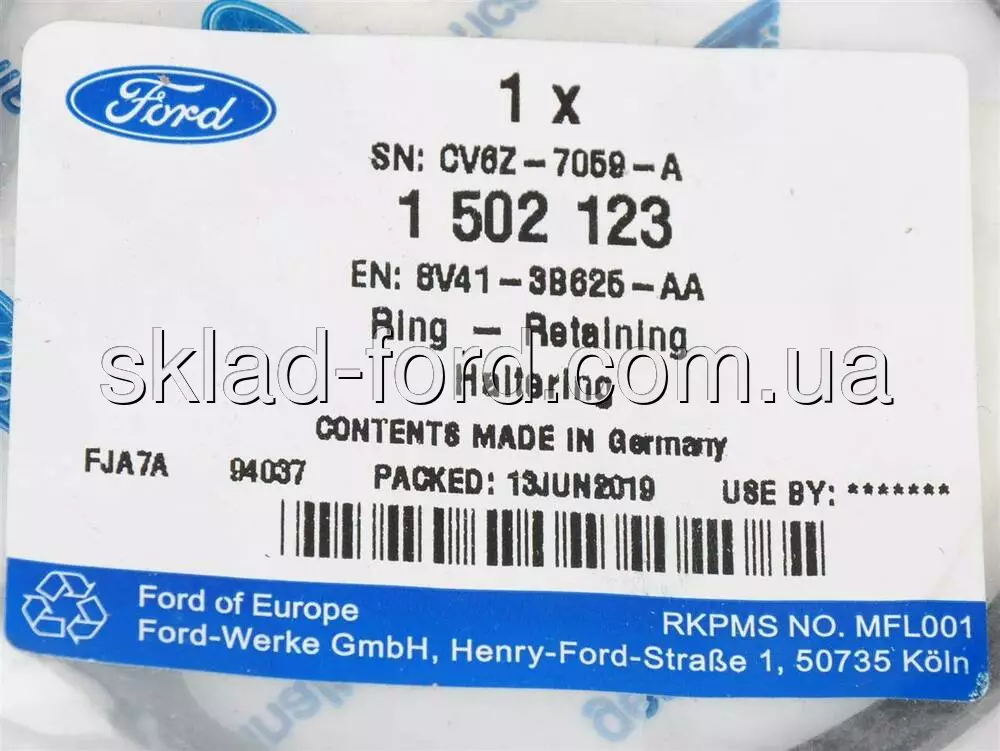 Ford
1 x
SN: CV6Z-7059-A
1 502 123
EN: 8V41-3B625-AA
Ring - Retaining
sklad-ford.com.ua
Haltering
CONTENTS MADE IN Germany
FJA7A 94037 PACKED: 13JUN2019 USE BY: *******
Ford of Europe
RKPMS NO. MFL001
Ford-Werke GmbH, Henry-Ford-Straße 1, 50735 Köln